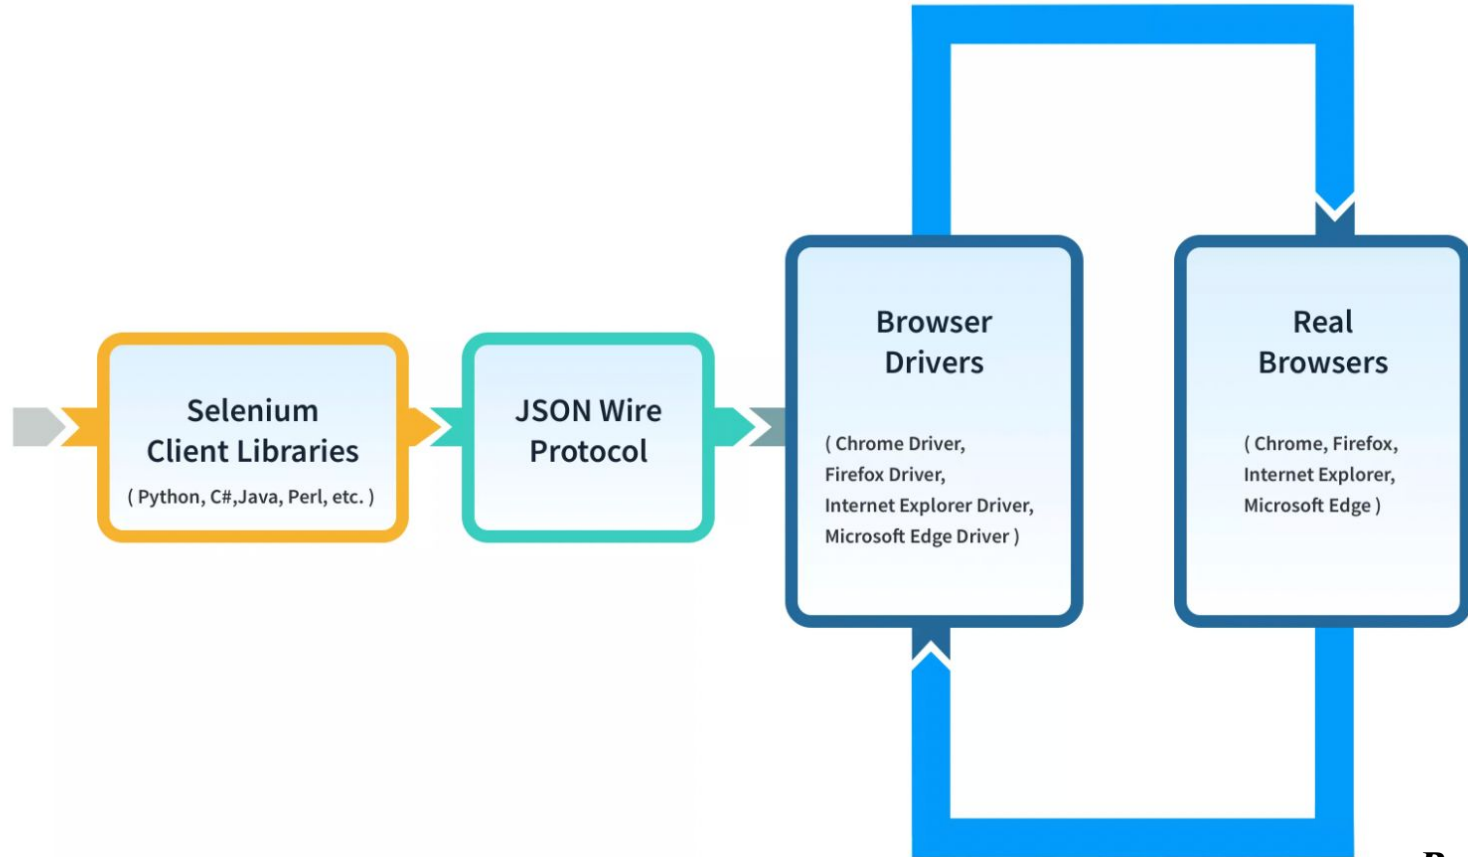 Selenium
Client Libraries
( Python, C#,Java, Perl, etc. )
JSON Wire
Protocol
Browser
Drivers
( Chrome Driver,
Firefox Driver,
Internet Explorer Driver,
Microsoft Edge Driver )
Real
Browsers
( Chrome, Firefox,
Internet Explorer,
Microsoft Edge )